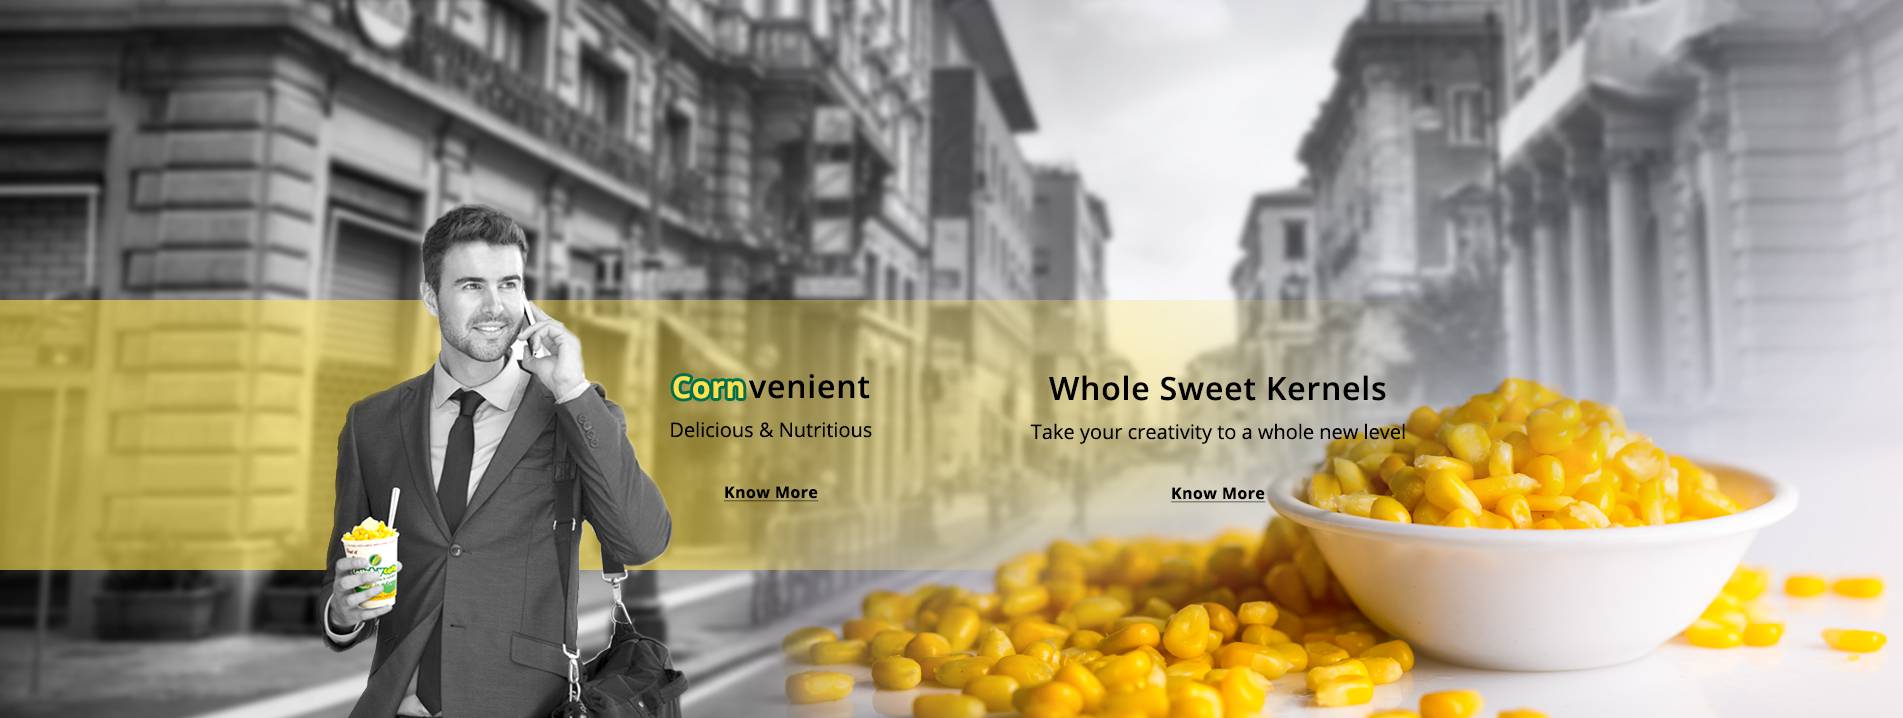 Cornvenient
Delicious & Nutritious
Know More
Whole Sweet Kernels
Take your creativity to a whole new level
Know More